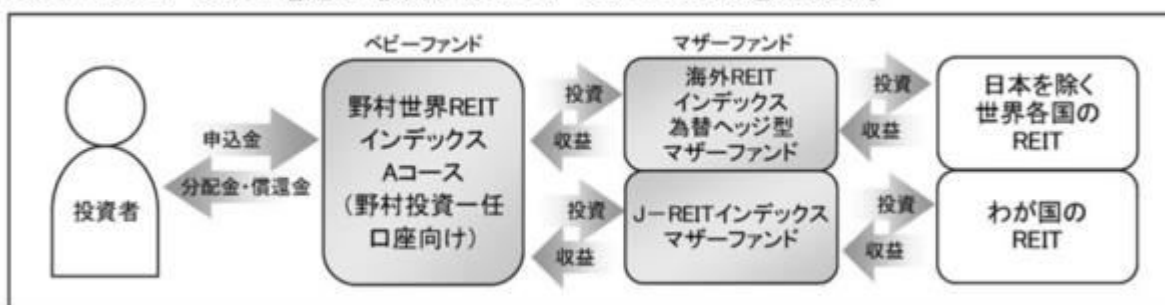 ベビーファンド
マザーファンド
投資者
申込金
分配金・償還金
野村世界REIT
インデックス
Aコース
(野村投資一任
口座向け)
投資
収益
投資
収益
海外REIT
インデックス
為替ヘッジ型
マザーファンド
J-REITインデックス
マザーファンド
投資
収益
投資
収益
日本を除く
世界各国の
REIT
わが国の
REIT